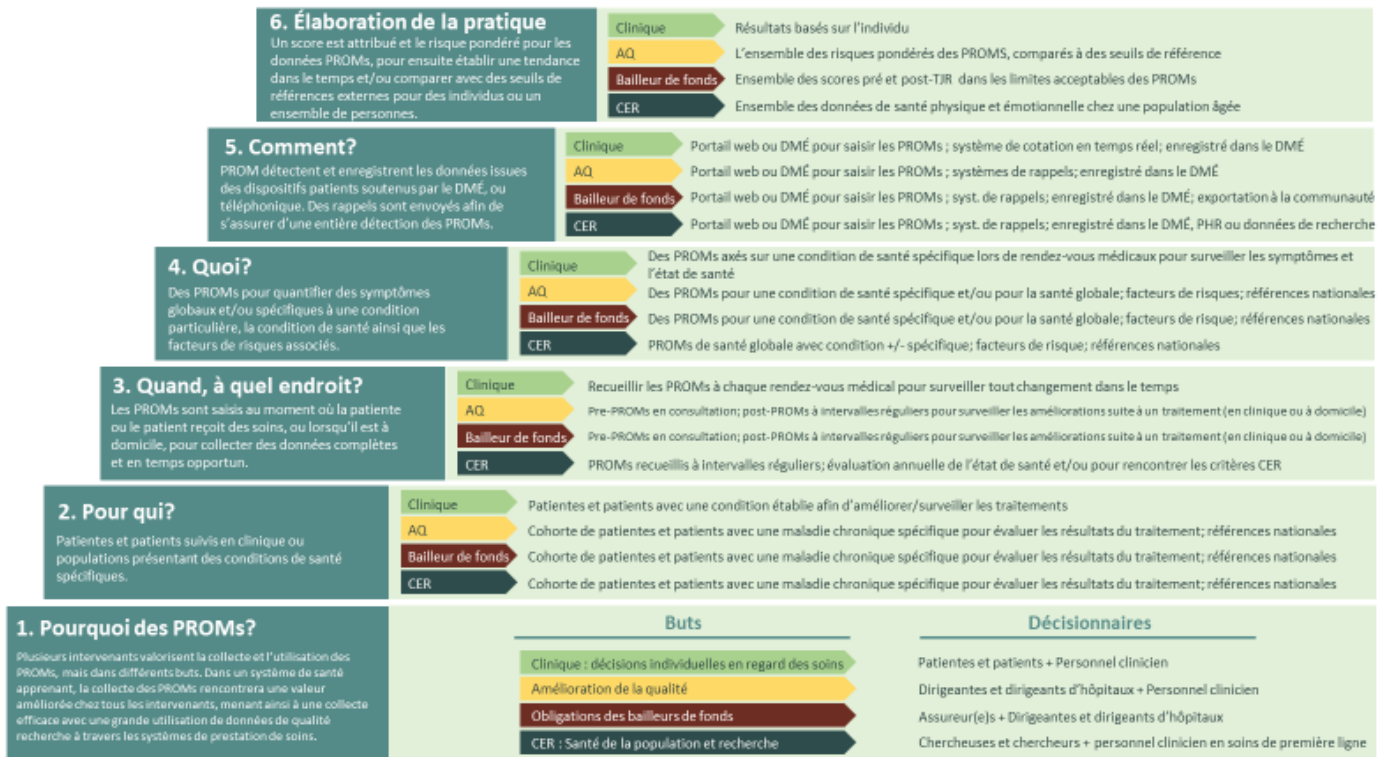 6. Élaboration de la pratique
Un score est attribué et le risque pondéré pour les
données PROMs, pour ensuite établir une tendance
dans le temps et/ou comparer avec des seuils de
références externes pour des individus ou un
ensemble de personnes.
Clinique
Résultats basés sur l'individu
AQ
L'ensemble des risques pondérés des PROMS, comparés à des seuils de référence
Bailleur de fonds
Ensemble des scores pré et post-TJR dans les limites acceptables des PROMs
CER
Ensemble des données de santé physique et émotionnelle chez une population âgée
5. Comment?
PROM détectent et enregistrent les données issues
des dispositifs patients soutenus par le DMÉ, ou
téléphonique. Des rappels sont envoyés afin de
s'assurer d'une entière détection des PROMs.
Clinique
Portail web ou DMÉ pour saisir les PROMs ; système de cotation en temps réel; enregistré dans le DMÉ
AQ
Portail web ou DMÉ pour saisir les PROMs ; systèmes de rappels; enregistré dans le DMÉ
Bailleur de fonds
Portail web ou DMÉ pour saisir les PROMs ; syst. de rappels; enregistré dans le DMÉ; exportation à la communauté
CER
Portail web ou DMÉ pour saisir les PROMs ; syst. de rappels; enregistré dans le DMÉ, PHR ou données de recherche
4. Quoi?
Des PROMs pour quantifier des symptômes
globaux et/ou spécifiques à une condition
particulière, la condition de santé ainsi que les
facteurs de risques associés.
Clinique
Des PROMs axés sur une condition de santé spécifique lors de rendez-vous médicaux pour surveiller les symptômes et
l'état de santé
AQ
Des PROMs pour une condition de santé spécifique et/ou pour la santé globale; facteurs de risques; références nationales
Bailleur de fonds
Des PROMs pour une condition de santé spécifique et/ou pour la santé globale; facteurs de risque; références nationales
CER
PROMs de santé globale avec condition +/- spécifique; facteurs de risque; références nationales
3. Quand, à quel endroit?
Les PROMs sont saisis au moment où la patiente
ou le patient reçoit des soins, ou lorsqu'il est à
domicile, pour collecter des données complètes
et en temps opportun.
Clinique
Recueillir les PROMs à chaque rendez-vous médical pour surveiller tout changement dans le temps
AQ
Pre-PROMs en consultation; post-PROMs à intervalles réguliers pour surveiller les améliorations suite à un traitement (en clinique ou à domicile)
Bailleur de fonds
Pre-PROMs en consultation; post-PROMs à intervalles réguliers pour surveiller les améliorations suite à un traitement (en clinique ou à domicile)
CER
PROMs recueillis à intervalles réguliers; évaluation annuelle de l'état de santé et/ou pour rencontrer les critères CER
2. Pour qui?
Patientes et patients suivis en clinique ou
populations présentant des conditions de santé
spécifiques.
Clinique
Patientes et patients avec une condition établie afin d'améliorer/surveiller les traitements
AQ
Cohorte de patientes et patients avec une maladie chronique spécifique pour évaluer les résultats du traitement; références nationales
Bailleur de fonds
Cohorte de patientes et patients avec une maladie chronique spécifique pour évaluer les résultats du traitement; références nationales
CER
Cohorte de patientes et patients avec une maladie chronique spécifique pour évaluer les résultats du traitement; références nationales
1. Pourquoi des PROMs?
Plusieurs intervenants valorisent la collecte et l'utilisation des
PROMs, mais dans différents buts. Dans un système de santé
apprenant, la collecte des PROMs rencontrera une valeur
améliorée chez tous les intervenants, menant ainsi à une collecte
efficace avec une grande utilisation de données de qualité
recherche à travers les systèmes de prestation de soins.
Buts
Décisionnaires
Clinique : décisions individuelles en regard des soins
Patientes et patients + Personnel clinicien
Amélioration de la qualité
Dirigeantes et dirigeants d'hôpitaux + Personnel clinicien
Obligations des bailleurs de fonds
Assureur(e)s + Dirigeantes et dirigeants d'hôpitaux
CER : Santé de la population et recherche
Chercheuses et chercheurs + personnel clinicien en soins de première ligne